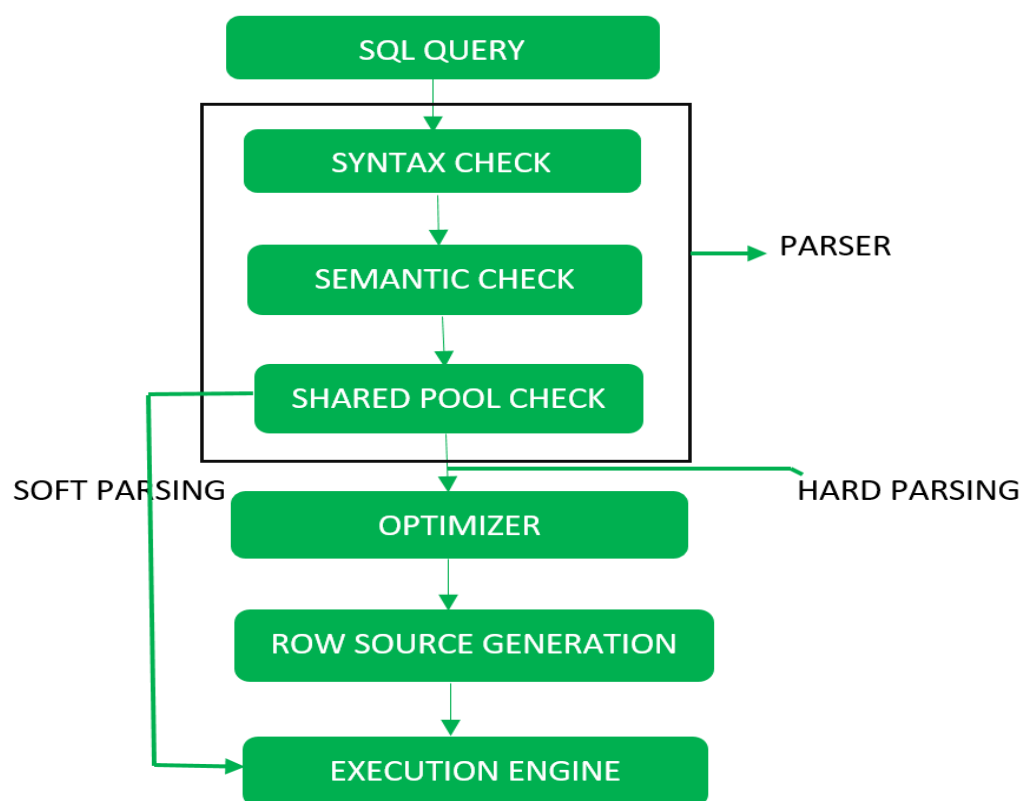 SQL QUERY
SYNTAX CHECK
PARSER
SEMANTIC CHECK
SHARED POOL CHECK
SOFT PARSING
HARD PARSING
OPTIMIZER
ROW SOURCE GENERATION
EXECUTION ENGINE